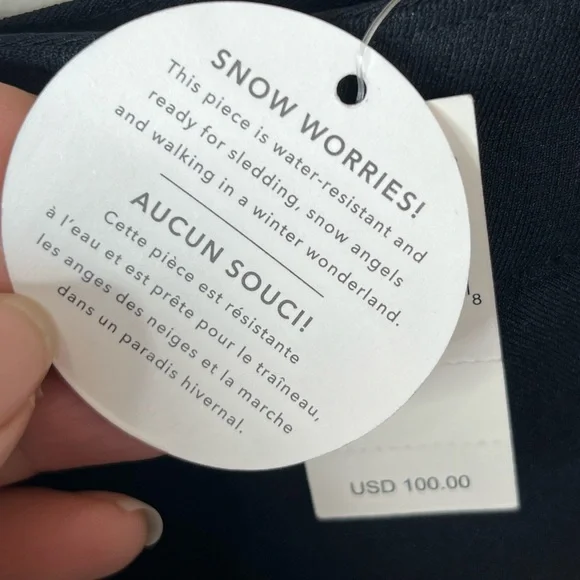 SNOW WORRIES!
This piece is water-resistant and
ready for sledding, snow angels
and walking in a winter wonderland.
AUCUN SOUCI!
Cette pièce est résistante
à l'eau et est prête pour le traîneau,
les anges des neiges et la marche
dans un paradis hivernal.
8
USD 100.00